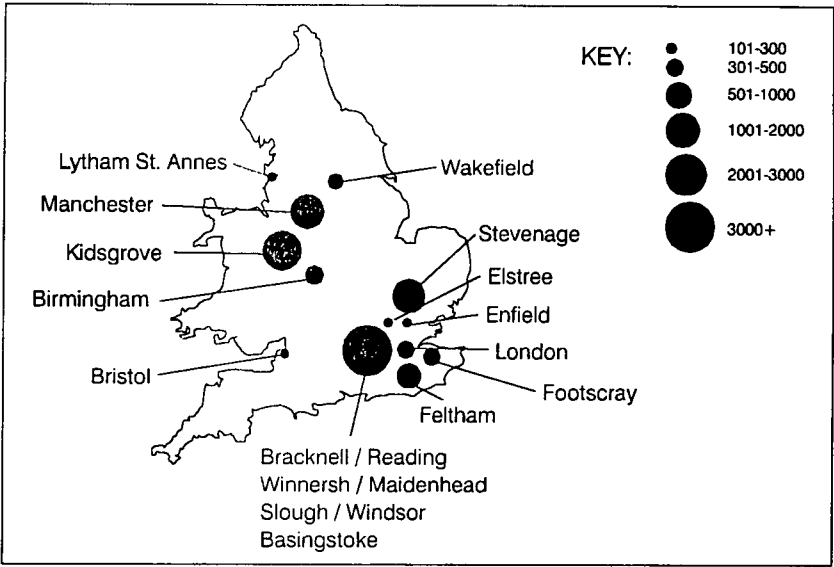 KEY:
101-300
301-500
501-1000
1001-2000
2001-3000
3000+
Lytham St. Annes
Wakefield
Manchester
Stevenage
Kidsgrove
Elstree
Birmingham
Enfield
London
Bristol
Footscray
Feltham
Bracknell / Reading
Winnersh / Maidenhead
Slough / Windsor
Basingstoke